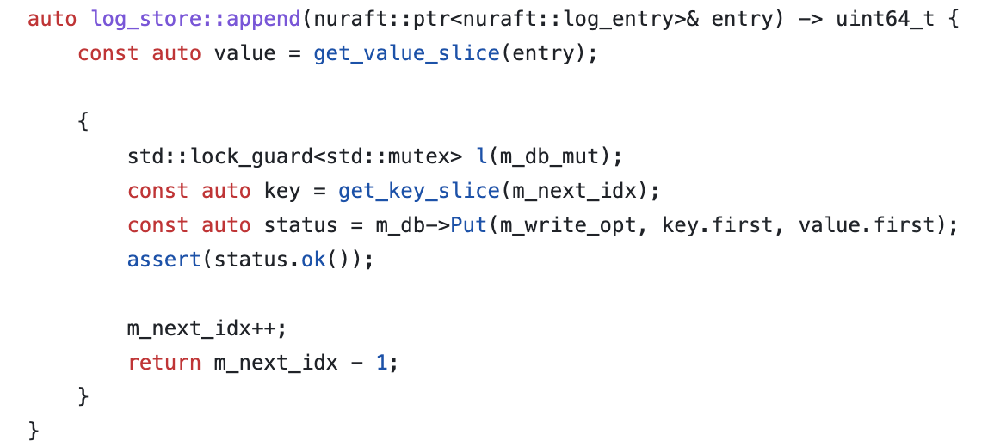 auto log_store::append(nuraft::ptr<nuraft::log_entry>& entry) -> uint64_t {
    const auto value = get_value_slice(entry);

    {
        std::lock_guard<std::mutex> l(m_db_mut);
        const auto key = get_key_slice(m_next_idx);
        const auto status = m_db->Put(m_write_opt, key.first, value.first);
        assert(status.ok());

        m_next_idx++;
        return m_next_idx - 1;
    }
}